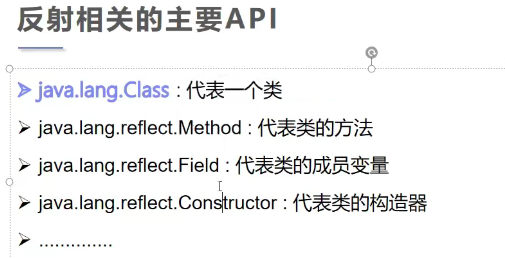 反射相关的主要API
➢ java.lang.Class : 代表一个类
➢ java.lang.reflect.Method : 代表类的方法
➢ java.lang.reflect.Field : 代表类的成员变量
➢ java.lang.reflect.Constructor : 代表类的构造器
➢ ..............